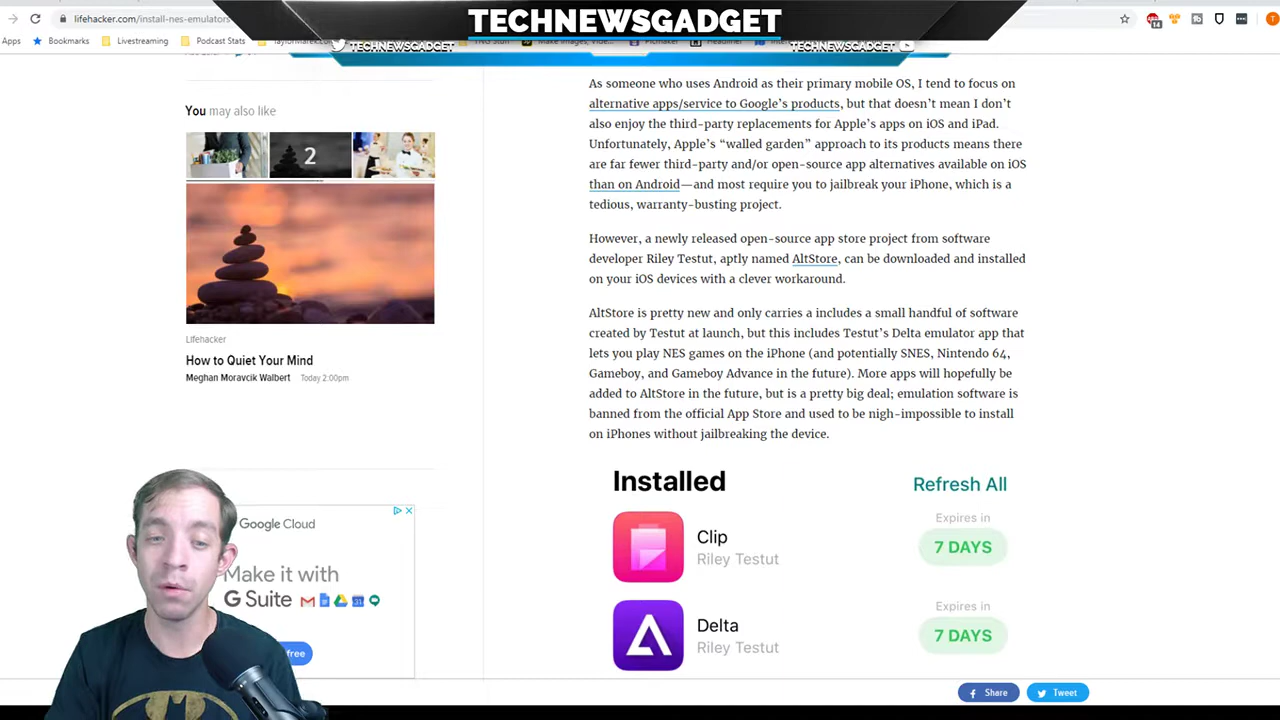 lifehacker.com/install-nes-emulators
TECHNEWSGADGET
14
Apps
Bookmarks
Livestreaming
Podcast Stats
TECHNEWSGADGET
Headliner
TECHNEWSGADGET
You may also like
2
Lifehacker
How to Quiet Your Mind
Meghan Moravcik Walbert Today 2:00pm
As someone who uses Android as their primary mobile OS, I tend to focus on
alternative apps/service to Google's products, but that doesn't mean I don't
also enjoy the third-party replacements for Apple's apps on iOS and iPad.
Unfortunately, Apple's “walled garden” approach to its products means there
are far fewer third-party and/or open-source app alternatives available on iOS
than on Android—and most require you to jailbreak your iPhone, which is a
tedious, warranty-busting project.
However, a newly released open-source app store project from software
developer Riley Testut, aptly named AltStore, can be downloaded and installed
on your iOS devices with a clever workaround.
AltStore is pretty new and only carries a includes a small handful of software
created by Testut at launch, but this includes Testut's Delta emulator app that
lets you play NES games on the iPhone (and potentially SNES, Nintendo 64,
Gameboy, and Gameboy Advance in the future). More apps will hopefully be
added to AltStore in the future, but is a pretty big deal; emulation software is
banned from the official App Store and used to be nigh-impossible to install
on iPhones without jailbreaking the device.
Installed
Refresh All
Clip
Riley Testut
Expires in
7 DAYS
Delta
Riley Testut
Expires in
7 DAYS
Google Cloud
Make it with
G Suite
31
free
Share
Tweet